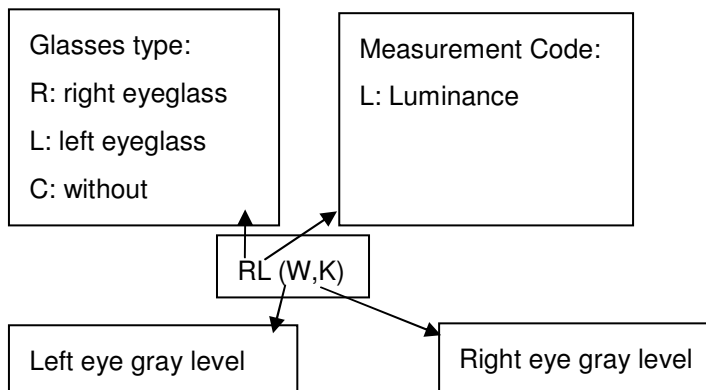 Glasses type:
R: right eyeglass
L: left eyeglass
C: without
Measurement Code:
L: Luminance
RL (W,K)
Left eye gray level
Right eye gray level